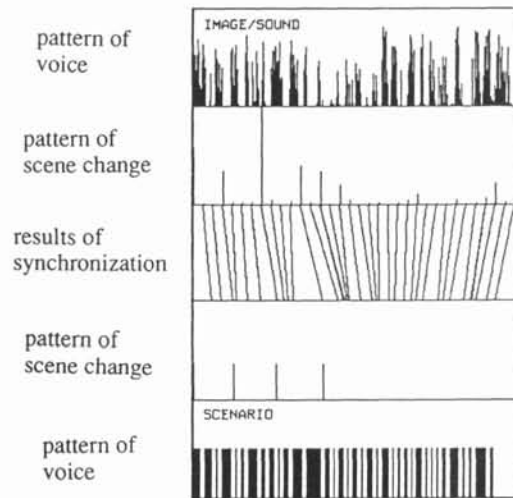 pattern of
voice
IMAGE/SOUND
pattern of
scene change
results of
synchronization
pattern of
scene change
SCENARIO
pattern of
voice